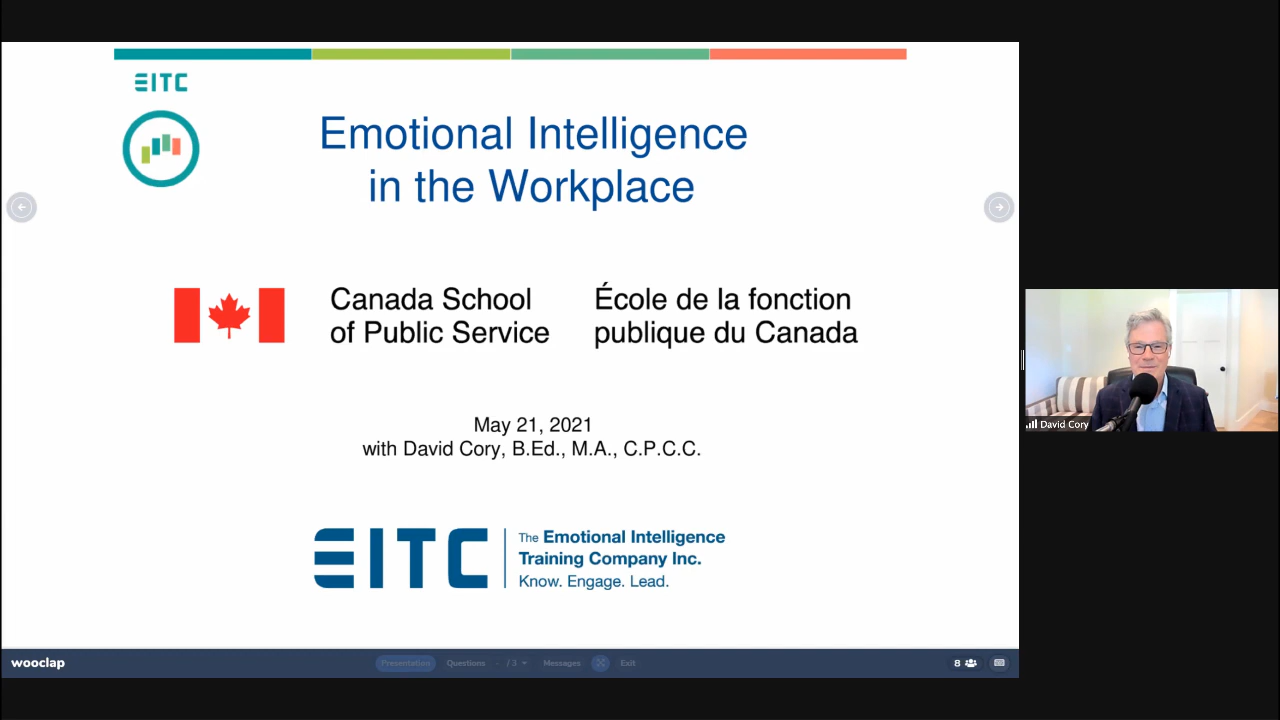 EITC
Emotional Intelligence
in the Workplace
Canada School
of Public Service
École de la fonction
publique du Canada
May 21, 2021
with David Cory, B.Ed., M.A., C.P.C.C.
EITC
The Emotional Intelligence
Training Company Inc.
Know. Engage. Lead.
David Cory
wooclap
Presentation
Questions
- / 3
Messages
Exit
8